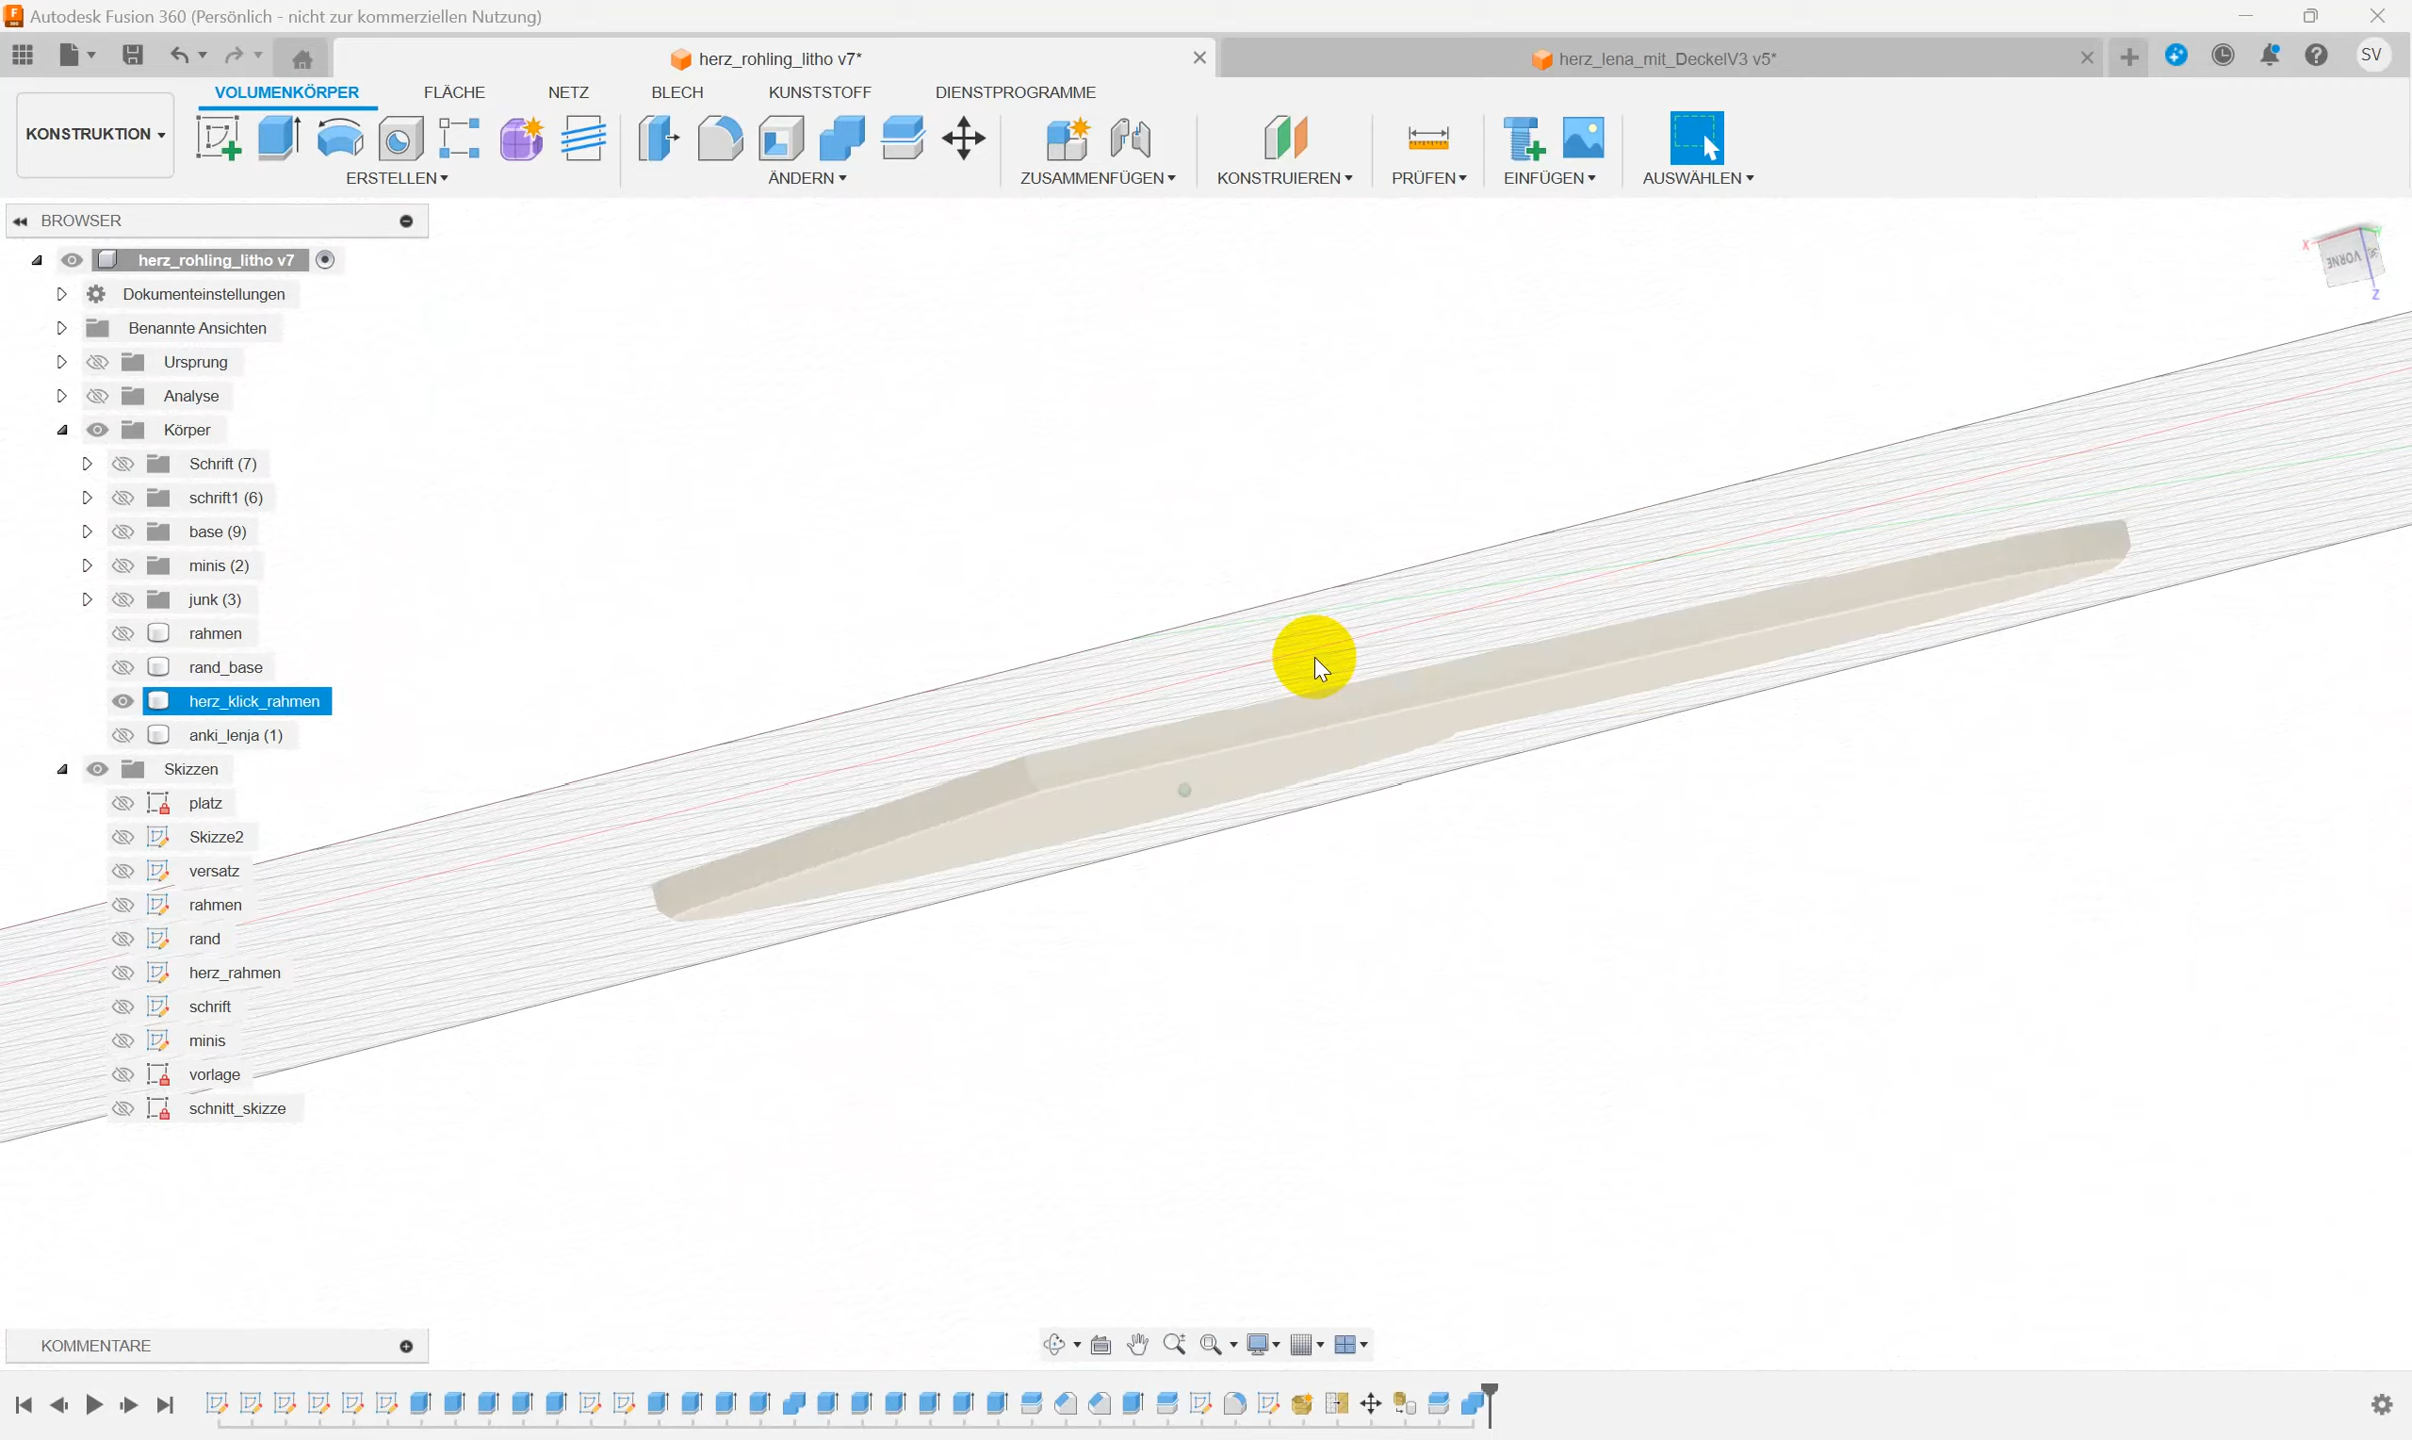 Autodesk Fusion 360 (Persönlich - nicht zur kommerziellen Nutzung)
herz_rohling_litho v7*
herz_lena_mit_DeckelV3 v5*
SV
VOLUMENKÖRPER
FLÄCHE
NETZ
BLECH
KUNSTSTOFF
DIENSTPROGRAMME
KONSTRUKTION
ERSTELLEN
ÄNDERN
ZUSAMMENFÜGEN
KONSTRUIEREN
PRÜFEN
EINFÜGEN
AUSWÄHLEN
BROWSER
herz_rohling_litho v7
X
VORNE
Z
Dokumenteinstellungen
Benannte Ansichten
Ursprung
Analyse
Körper
Schrift (7)
schrift1 (6)
base (9)
minis (2)
junk (3)
rahmen
rand_base
herz_klick_rahmen
anki_lenja (1)
Skizzen
platz
Skizze2
versatz
rahmen
rand
herz_rahmen
schrift
minis
vorlage
schnitt_skizze
KOMMENTARE